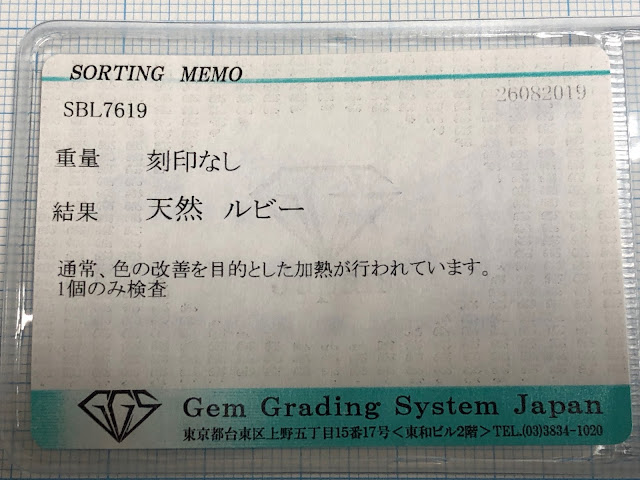 SORTING MEMO
26082019
SBL7619
重量 刻印なし
結果 天然 ルビー
通常、色の改善を目的とした加熱が行われています。
1個のみ検査
GGS Gem Grading System Japan
東京都台東区上野五丁目15番17号<東和ビル2階>TEL.(03)3834-1020